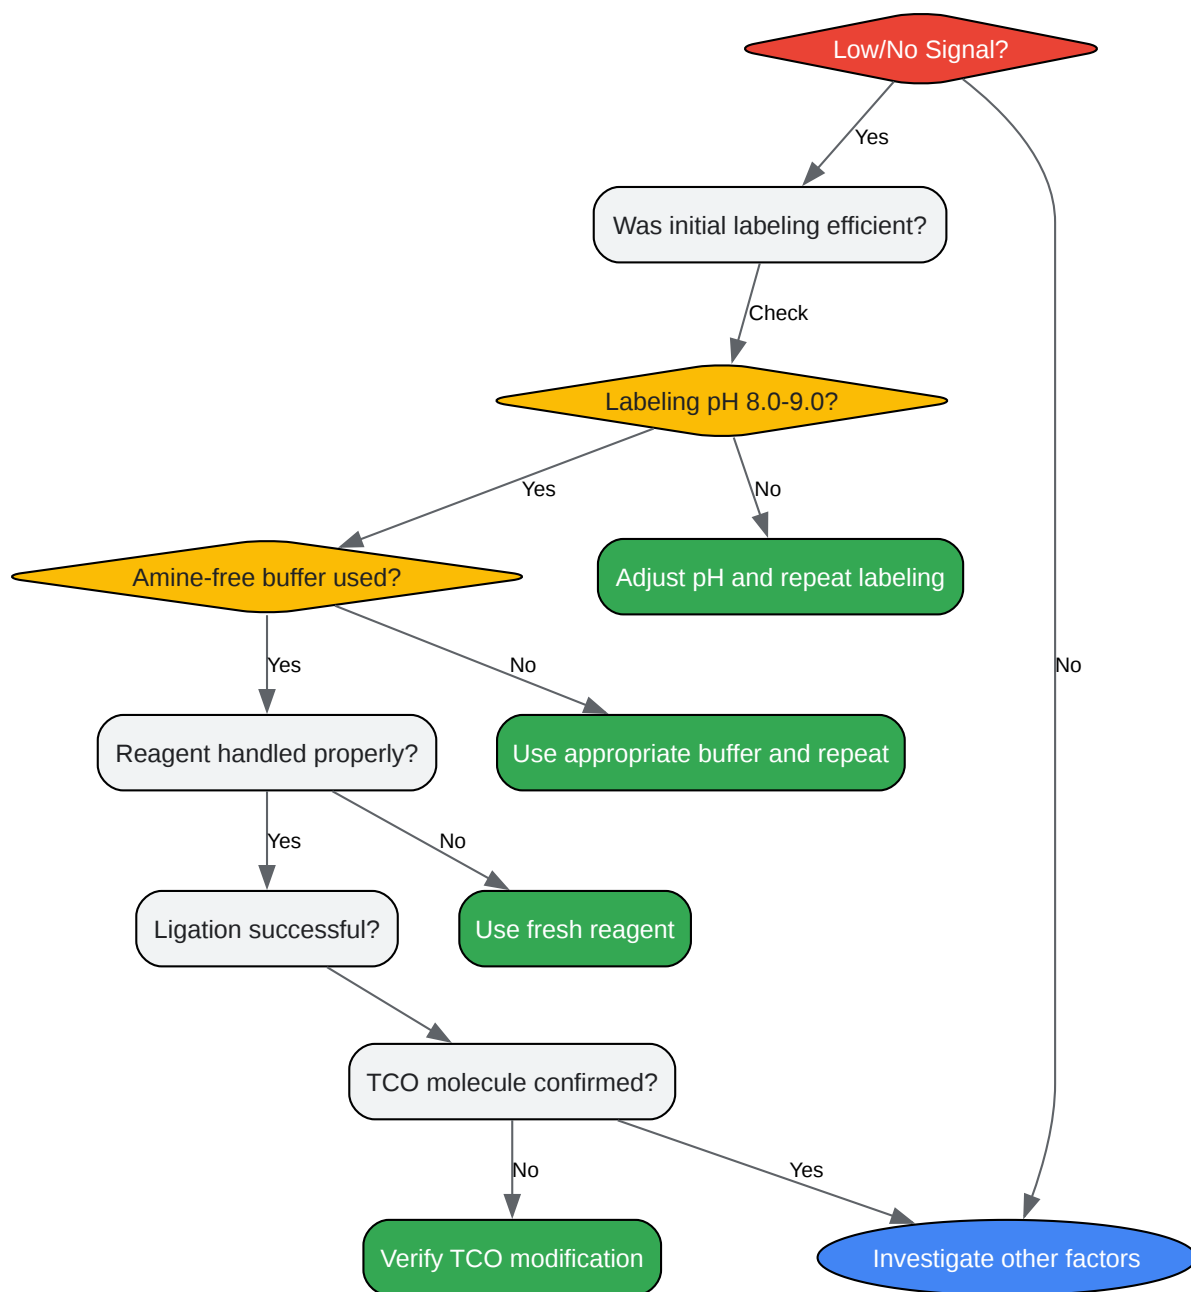 Low/No Signal?
Yes
Was initial labeling efficient?
Check
Labeling pH 8.0-9.0?
Yes
No
Amine-free buffer used?
Adjust pH and repeat labeling
Yes
No
No
Reagent handled properly?
Use appropriate buffer and repeat
Yes
No
Ligation successful?
Use fresh reagent
TCO molecule confirmed?
No
Yes
Verify TCO modification
Investigate other factors